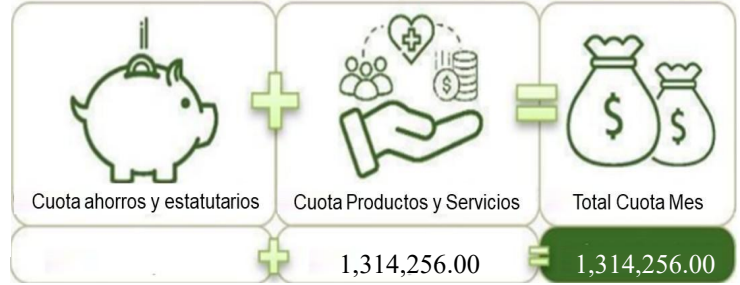 Cuota ahorros y estatutarios + Cuota Productos y Servicios = Total Cuota Mes
+ 1,314,256.00 = 1,314,256.00